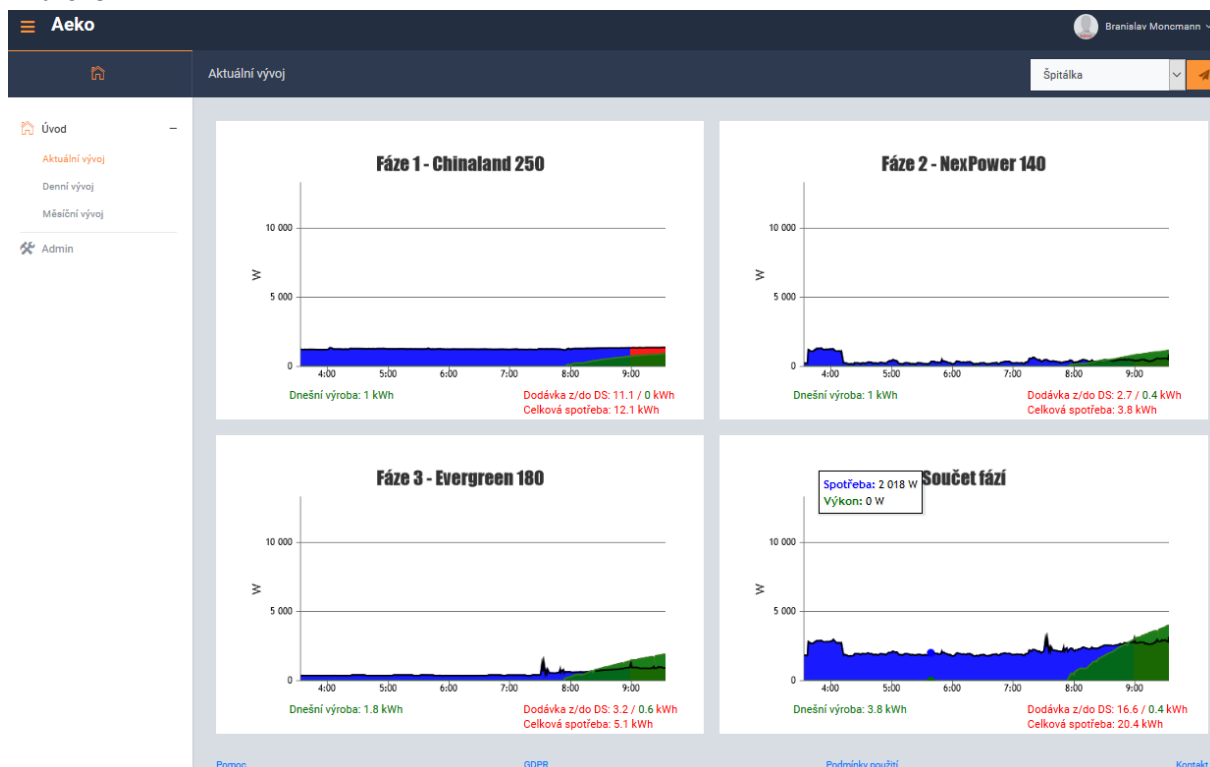 Aeko
Branislav Moncmann
Aktuální vývoj
Špitálka
Úvod
Aktuální vývoj
Denní vývoj
Měsíční vývoj
Admin
Fáze 1 - Chinaland 250
10 000
W
5 000
0
4:00 5:00 6:00 7:00 8:00 9:00
Dnešní výroba: 1 kWh
Dodávka z/do DS: 11.1 / 0 kWh
Celková spotřeba: 12.1 kWh
Fáze 2 - NexPower 140
10 000
W
5 000
0
4:00 5:00 6:00 7:00 8:00 9:00
Dnešní výroba: 1 kWh
Dodávka z/do DS: 2.7 / 0.4 kWh
Celková spotřeba: 3.8 kWh
Fáze 3 - Evergreen 180
10 000
W
5 000
0
4:00 5:00 6:00 7:00 8:00 9:00
Dnešní výroba: 1.8 kWh
Dodávka z/do DS: 3.2 / 0.6 kWh
Celková spotřeba: 5.1 kWh
Součet fází
Spotřeba: 2 018 W
Výkon: 0 W
10 000
W
5 000
0
4:00 5:00 6:00 7:00 8:00 9:00
Dnešní výroba: 3.8 kWh
Dodávka z/do DS: 16.6 / 0.4 kWh
Celková spotřeba: 20.4 kWh
Pomoc GDPR Podmínky použití Kontakt